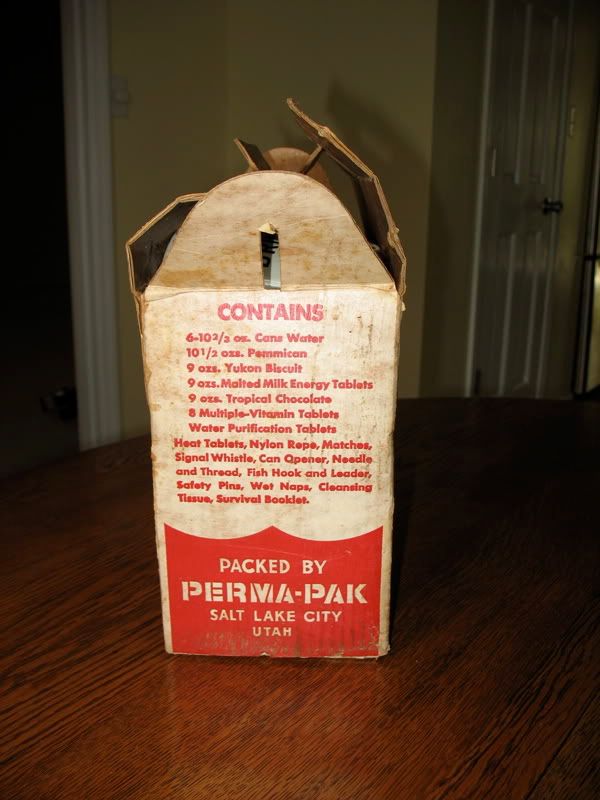 CONTAINS
6-10 2/3 oz. Cans Water
10 1/2 ozs. Pemmican
9 ozs. Yukon Biscuit
9 ozs. Malted Milk Energy Tablets
9 ozs. Tropical Chocolate
8 Multiple-Vitamin Tablets
Water Purification Tablets
Heat Tablets, Nylon Rope, Matches,
Signal Whistle, Can Opener, Needle
and Thread, Fish Hook and Leader,
Safety Pins, Wet Naps, Cleansing
Tissue, Survival Booklet.
PACKED BY
PERMA-PAK
SALT LAKE CITY
UTAH